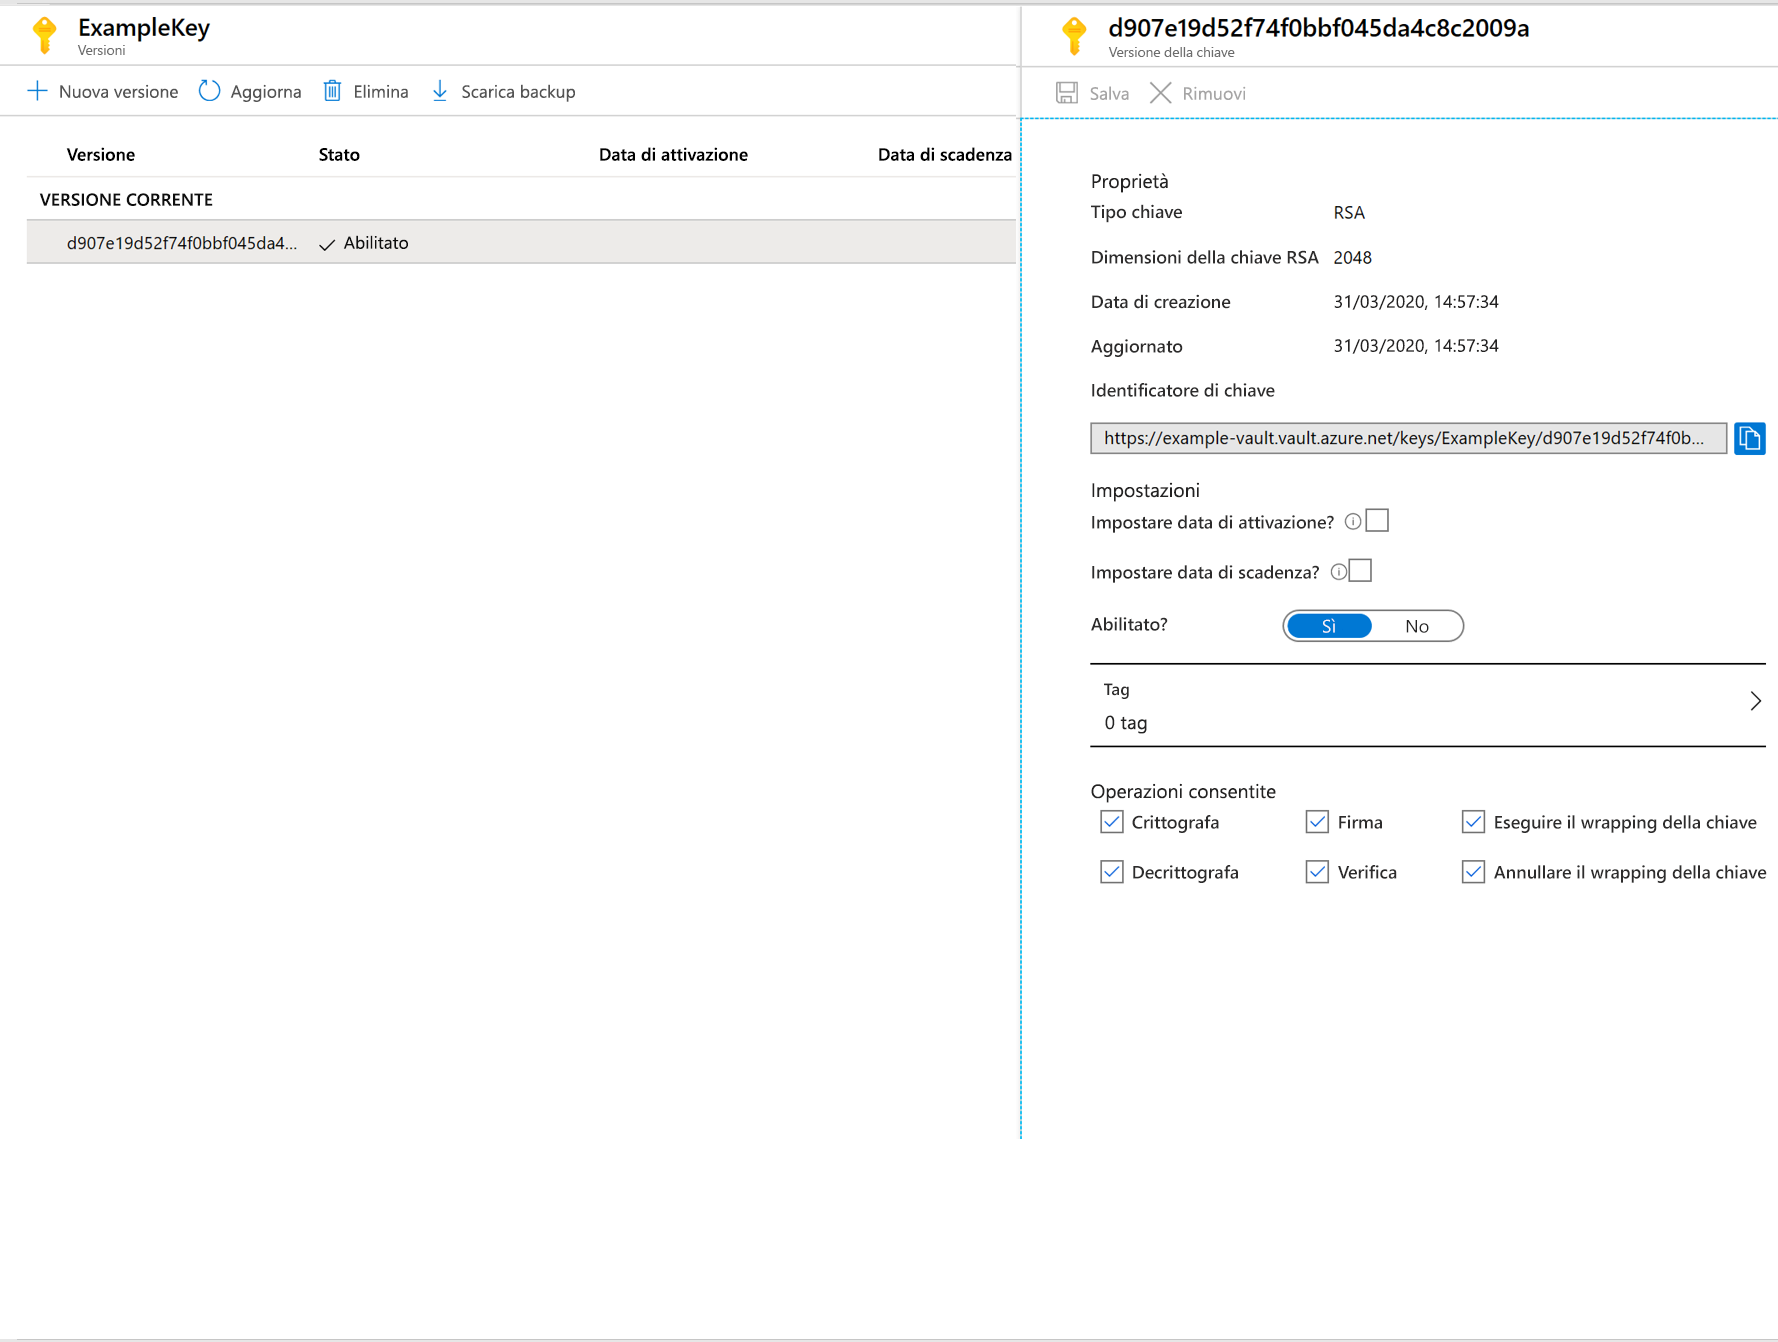 ExampleKey
Versioni
Nuova versione Aggiorna Elimina Scarica backup
Versione Stato Data di attivazione Data di scadenza
VERSIONE CORRENTE
d907e19d52f74f0bbf045da4... Abilitato
d907e19d52f74f0bbf045da4c8c2009a
Versione della chiave
Salva Rimuovi
Proprietà
Tipo chiave RSA
Dimensioni della chiave RSA 2048
Data di creazione 31/03/2020, 14:57:34
Aggiornato 31/03/2020, 14:57:34
Identificatore di chiave
https://example-vault.vault.azure.net/keys/ExampleKey/d907e19d52f74f0b...
Impostazioni
Impostare data di attivazione?
Impostare data di scadenza?
Abilitato? Sì No
Tag
0 tag
Operazioni consentite
Crittografa Firma Eseguire il wrapping della chiave
Decrittografa Verifica Annullare il wrapping della chiave